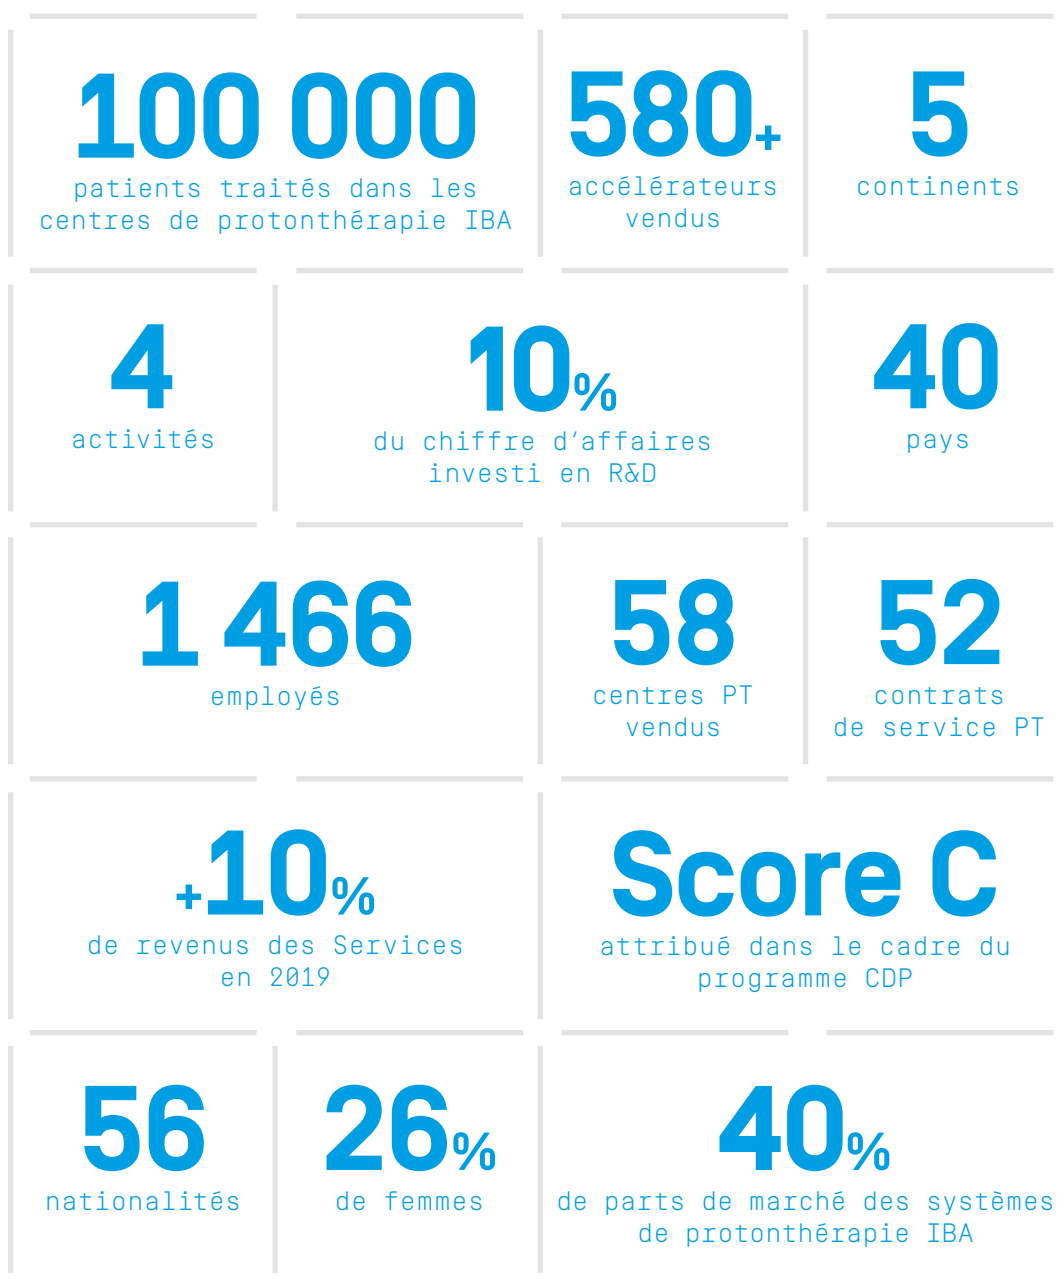 100 000
patients traités dans les
centres de protonthérapie IBA
580+
accélérateurs
vendus
5
continents
4
activités
10%
du chiffre d’affaires
investi en R&D
40
pays
1 466
employés
58
centres PT
vendus
52
contrats
de service PT
+10%
de revenus des Services
en 2019
Score C
attribué dans le cadre du
programme CDP
56
nationalités
26%
de femmes
40%
de parts de marché des systèmes
de protonthérapie IBA